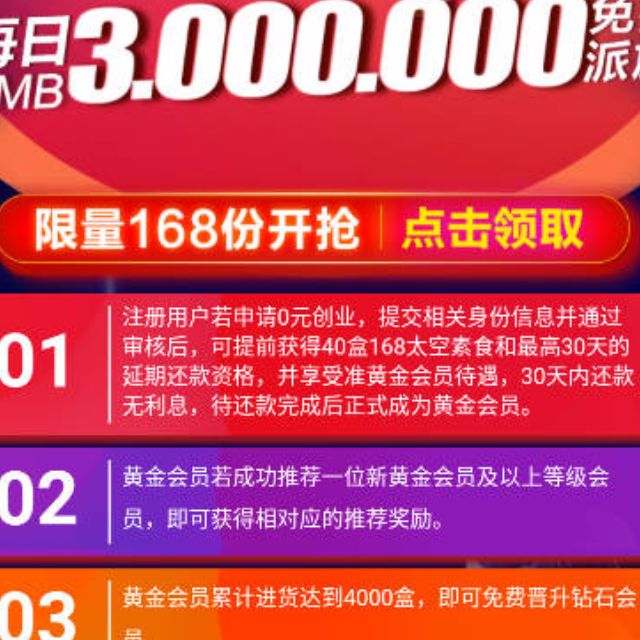 每日
MB
3.000.000
免
派
限量168份开抢 点击领取
01
注册用户若申请0元创业，提交相关身份信息并通过
审核后，可提前获得40盒168太空素食和最高30天的
延期还款资格，并享受准黄金会员待遇，30天内还款
无利息，待还款完成后正式成为黄金会员。
02
黄金会员若成功推荐一位新黄金会员及以上等级会
员，即可获得相对应的推荐奖励。
03
黄金会员累计进货达到4000盒，即可免费晋升钻石会
员